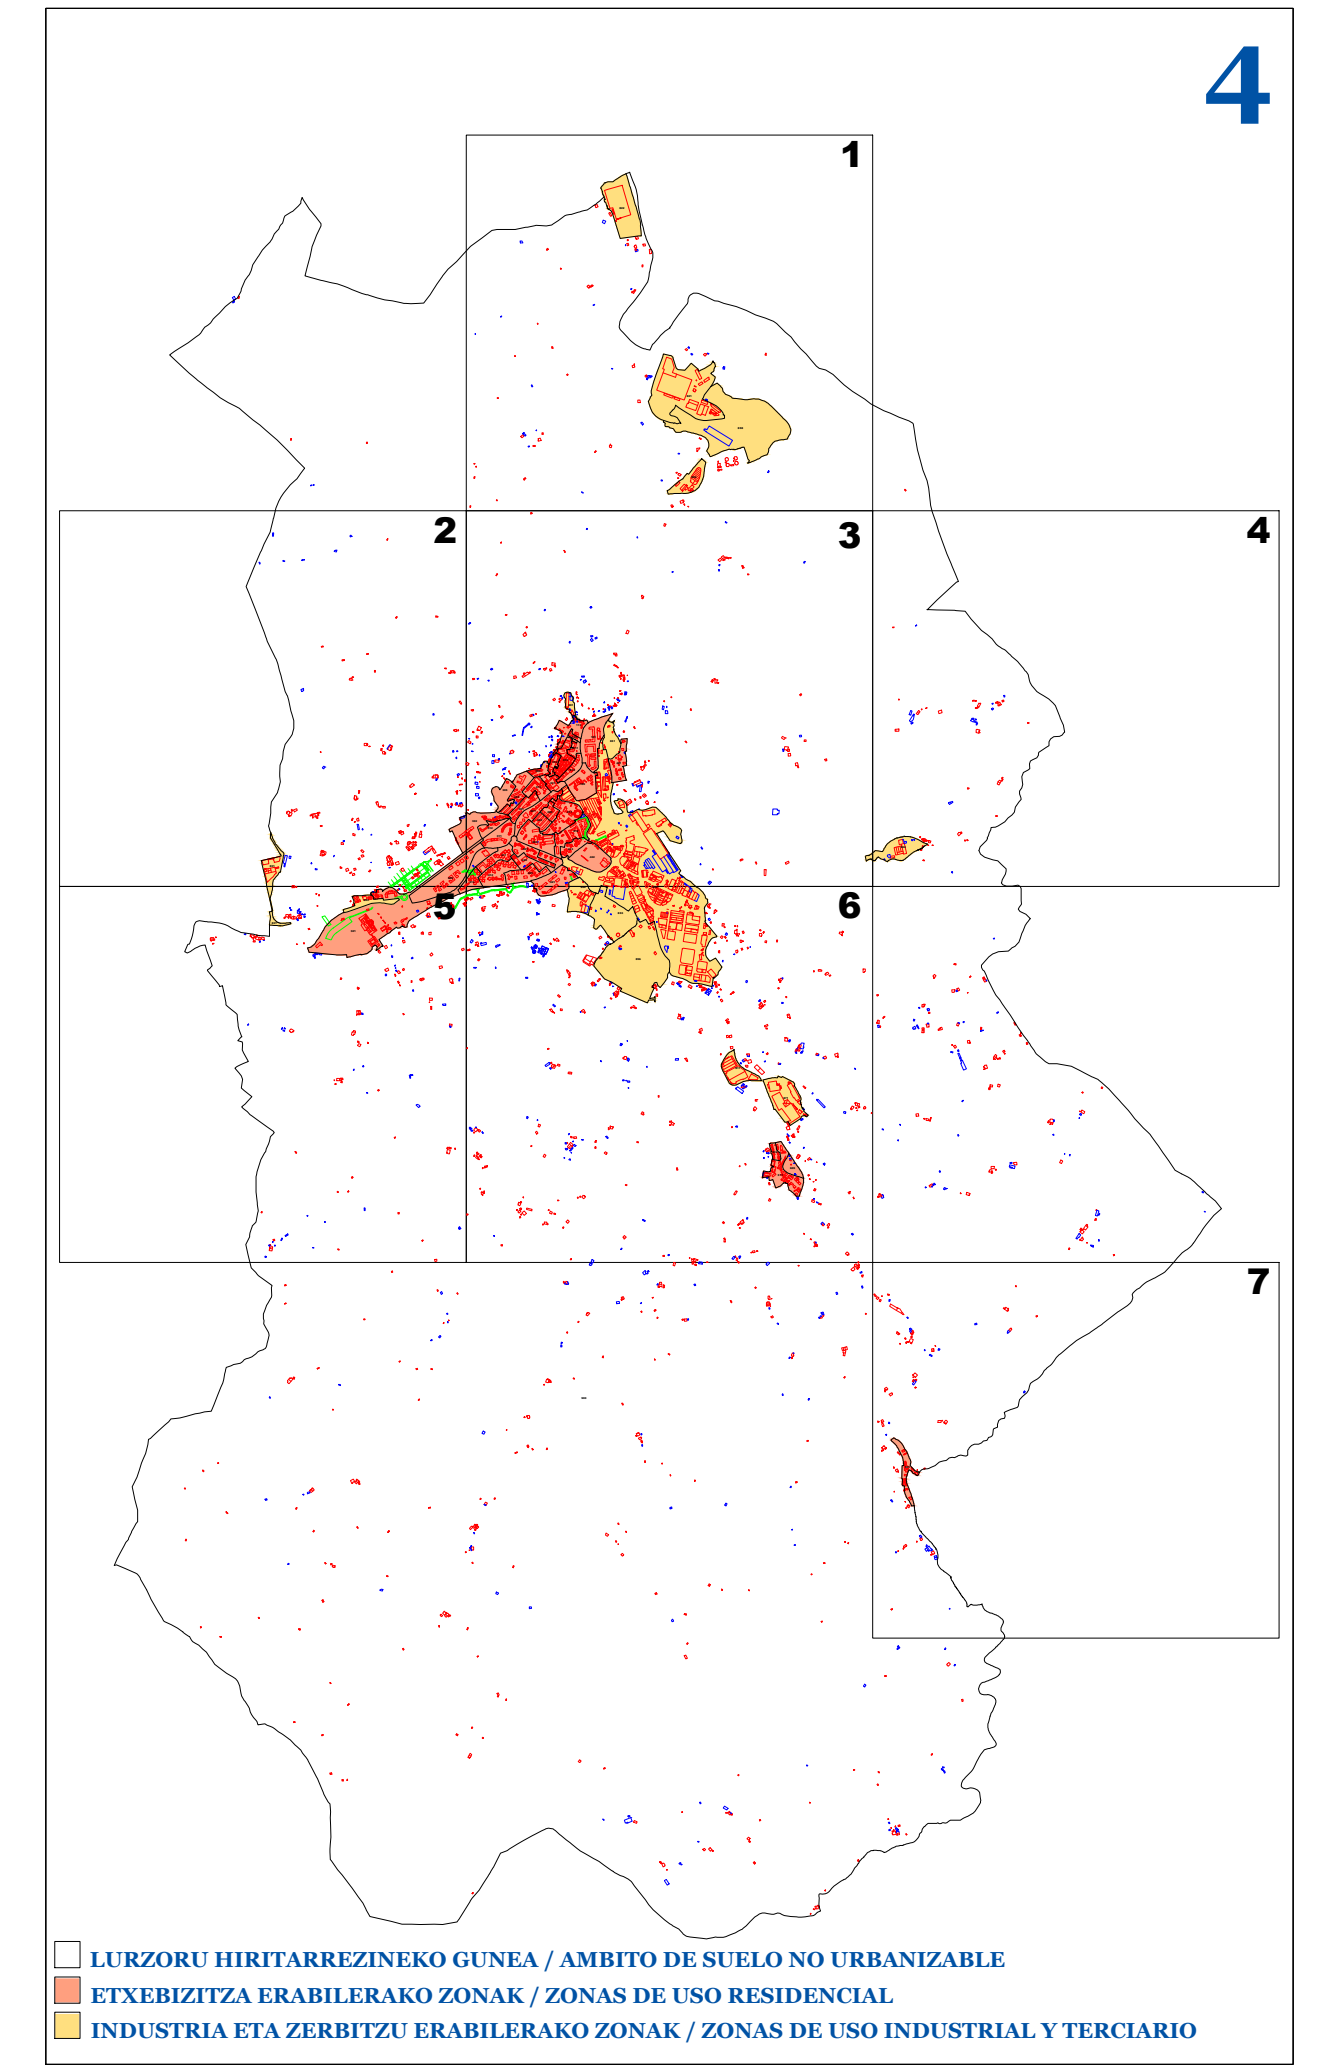 4
1
2
3
4
5
6
7
LURZORU HIRITARREZINEKO GUNEA / AMBITO DE SUELO NO URBANIZABLE
ETXEBIZITZA ERABILERAKO ZONAK / ZONAS DE USO RESIDENCIAL
INDUSTRIA ETA ZERBITZU ERABILERAKO ZONAK / ZONAS DE USO INDUSTRIAL Y TERCIARIO